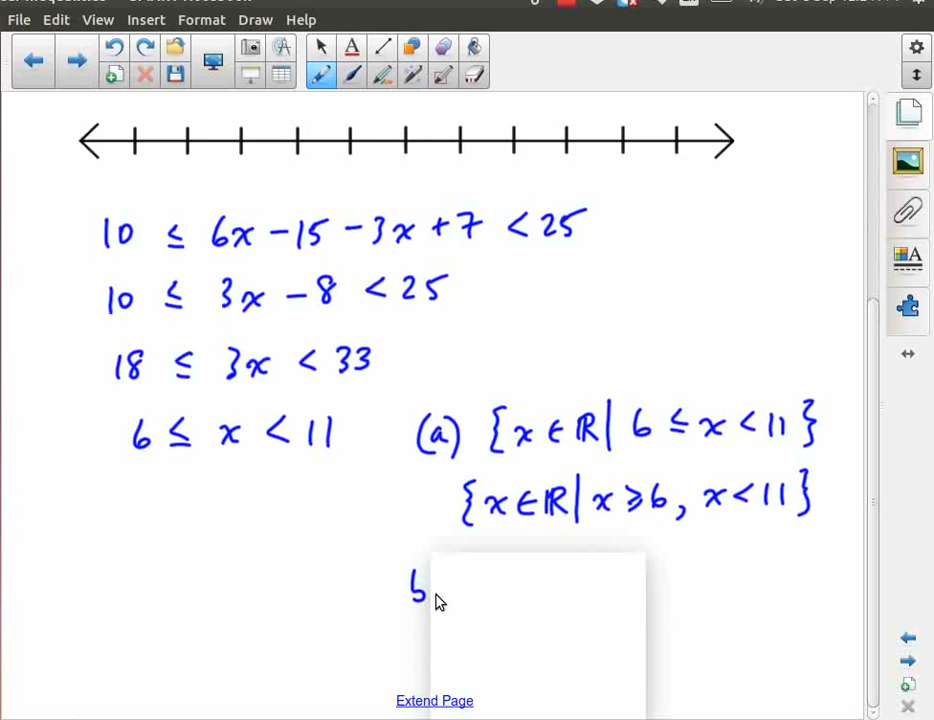 File Edit View Insert Format Draw Help
10 ≤ 6x - 15 - 3x + 7 < 25
10 ≤ 3x - 8 < 25
18 ≤ 3x < 33
6 ≤ x < 11 (a) {x ∈ ℝ | 6 ≤ x < 11}
{x ∈ ℝ | x ≥ 6, x < 11}
b
Extend Page